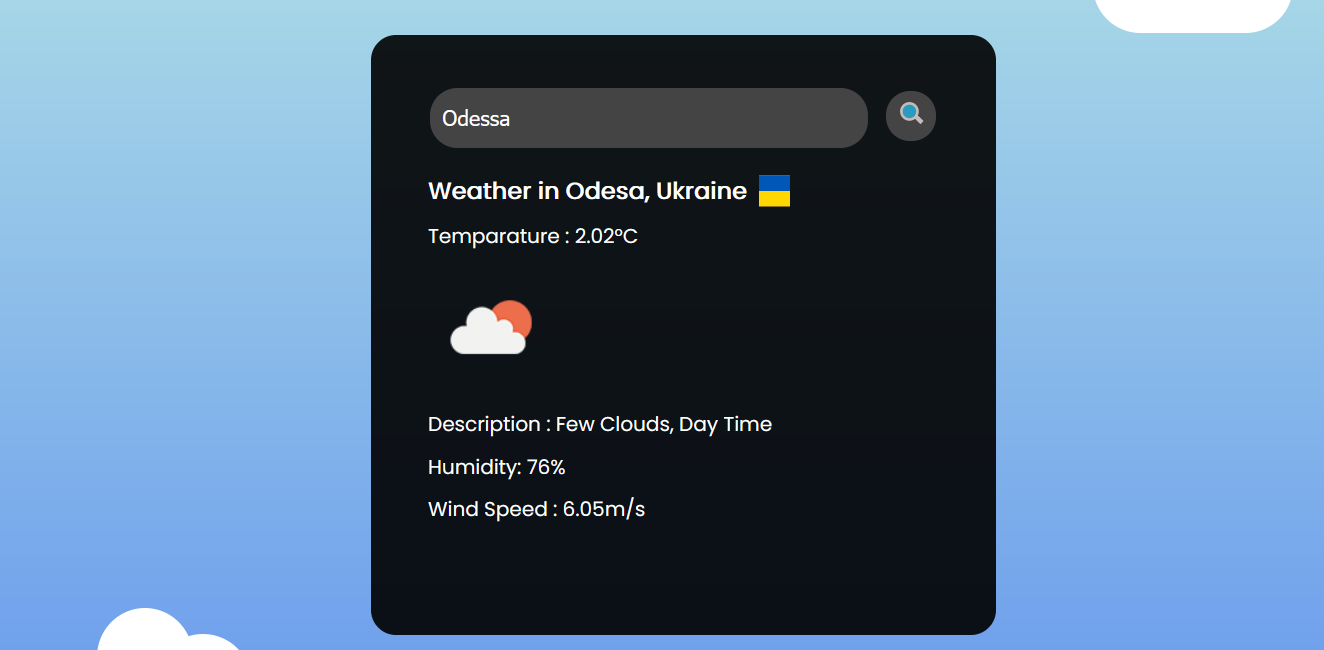 Odessa
Weather in Odesa, Ukraine
Temparature : 2.02°C
Description : Few Clouds, Day Time
Humidity: 76%
Wind Speed : 6.05m/s